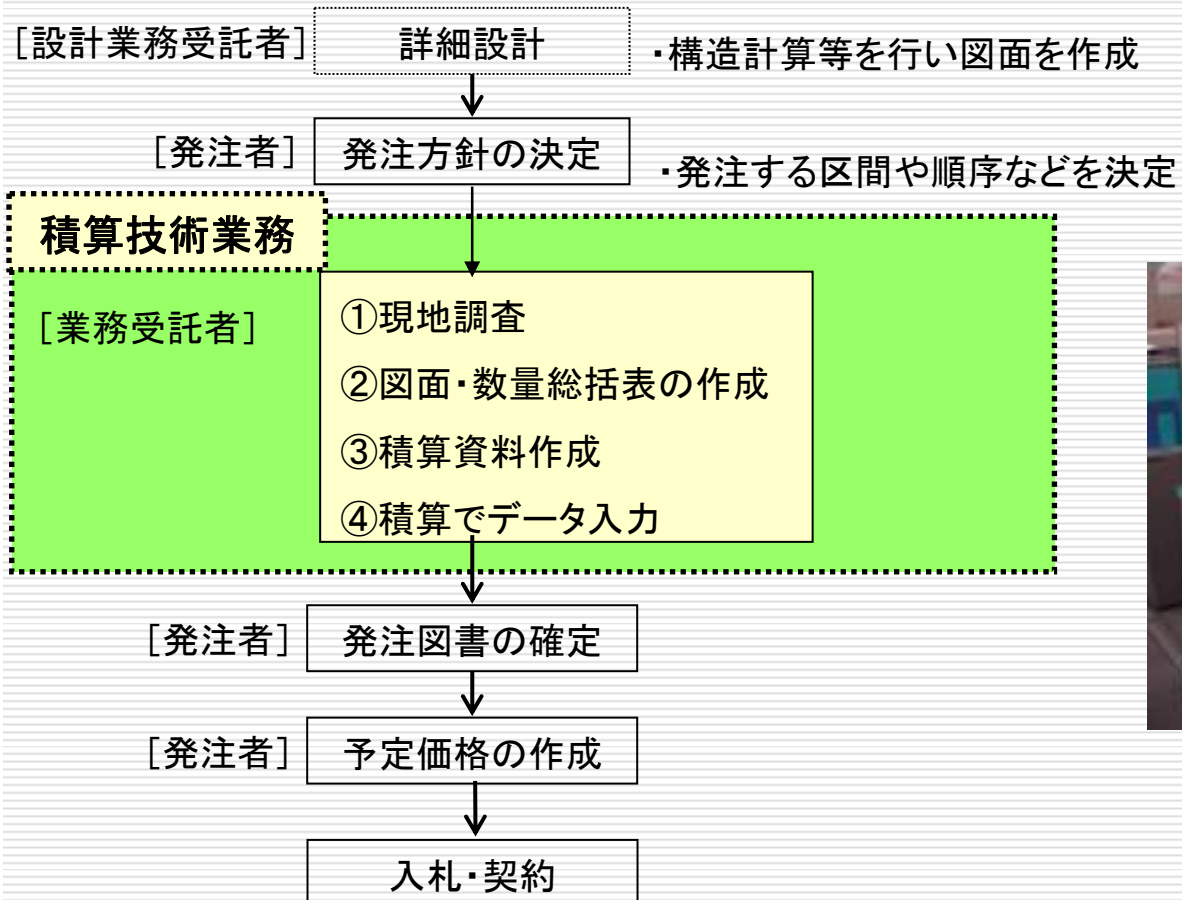 [設計業務受託者] 詳細設計 ・構造計算等を行い図面を作成
[発注者] 発注方針の決定 ・発注する区間や順序などを決定
積算技術業務
[業務受託者]
①現地調査
②図面・数量総括表の作成
③積算資料作成
④積算でデータ入力
[発注者] 発注図書の確定
[発注者] 予定価格の作成
入札・契約